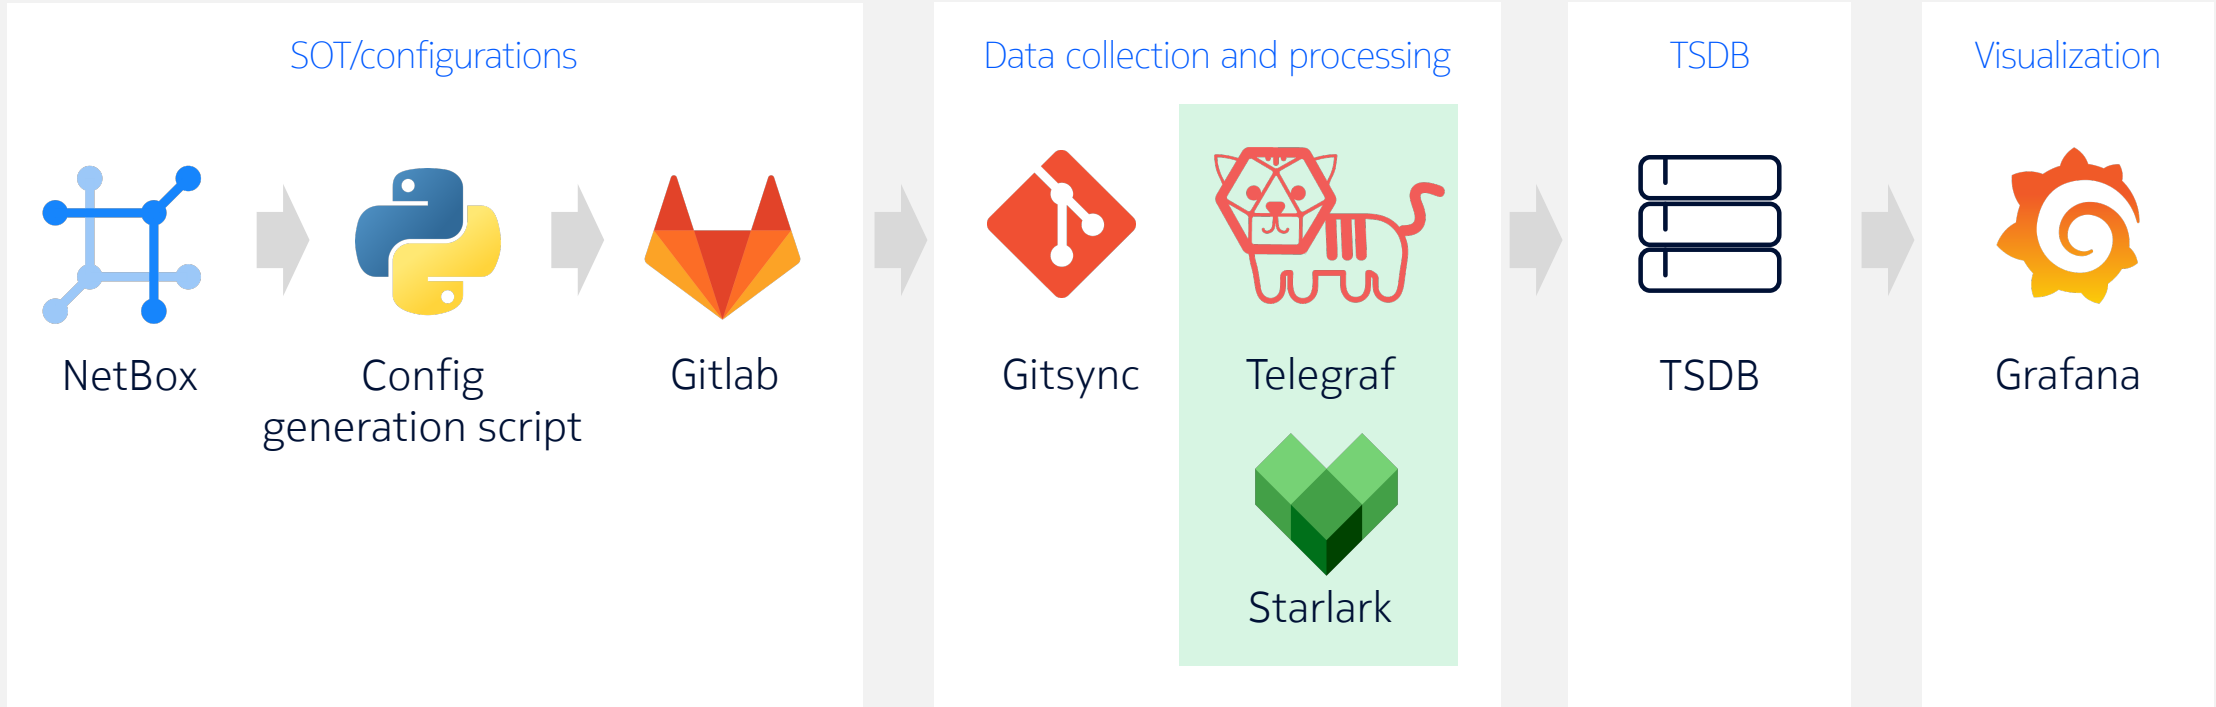 SOT/configurations
NetBox
Config
generation script
Gitlab
Data collection and processing
Gitsync
Telegraf
Starlark
TSDB
TSDB
Visualization
Grafana